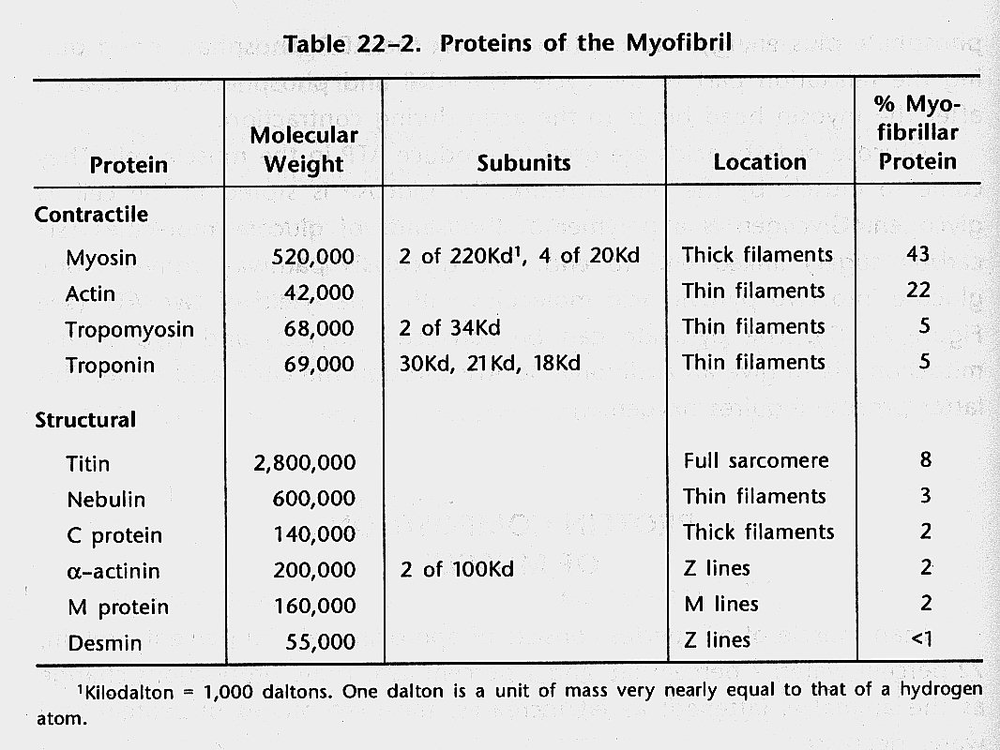 Table 22–2. Proteins of the Myofibril
Protein Molecular Weight Subunits Location % Myo-fibrillar Protein
Contractile
Myosin 520,000 2 of 220Kd¹, 4 of 20Kd Thick filaments 43
Actin 42,000 Thin filaments 22
Tropomyosin 68,000 2 of 34Kd Thin filaments 5
Troponin 69,000 30Kd, 21Kd, 18Kd Thin filaments 5
Structural
Titin 2,800,000 Full sarcomere 8
Nebulin 600,000 Thin filaments 3
C protein 140,000 Thick filaments 2
α–actinin 200,000 2 of 100Kd Z lines 2
M protein 160,000 M lines 2
Desmin 55,000 Z lines <1
¹Kilodalton = 1,000 daltons. One dalton is a unit of mass very nearly equal to that of a hydrogen
atom.